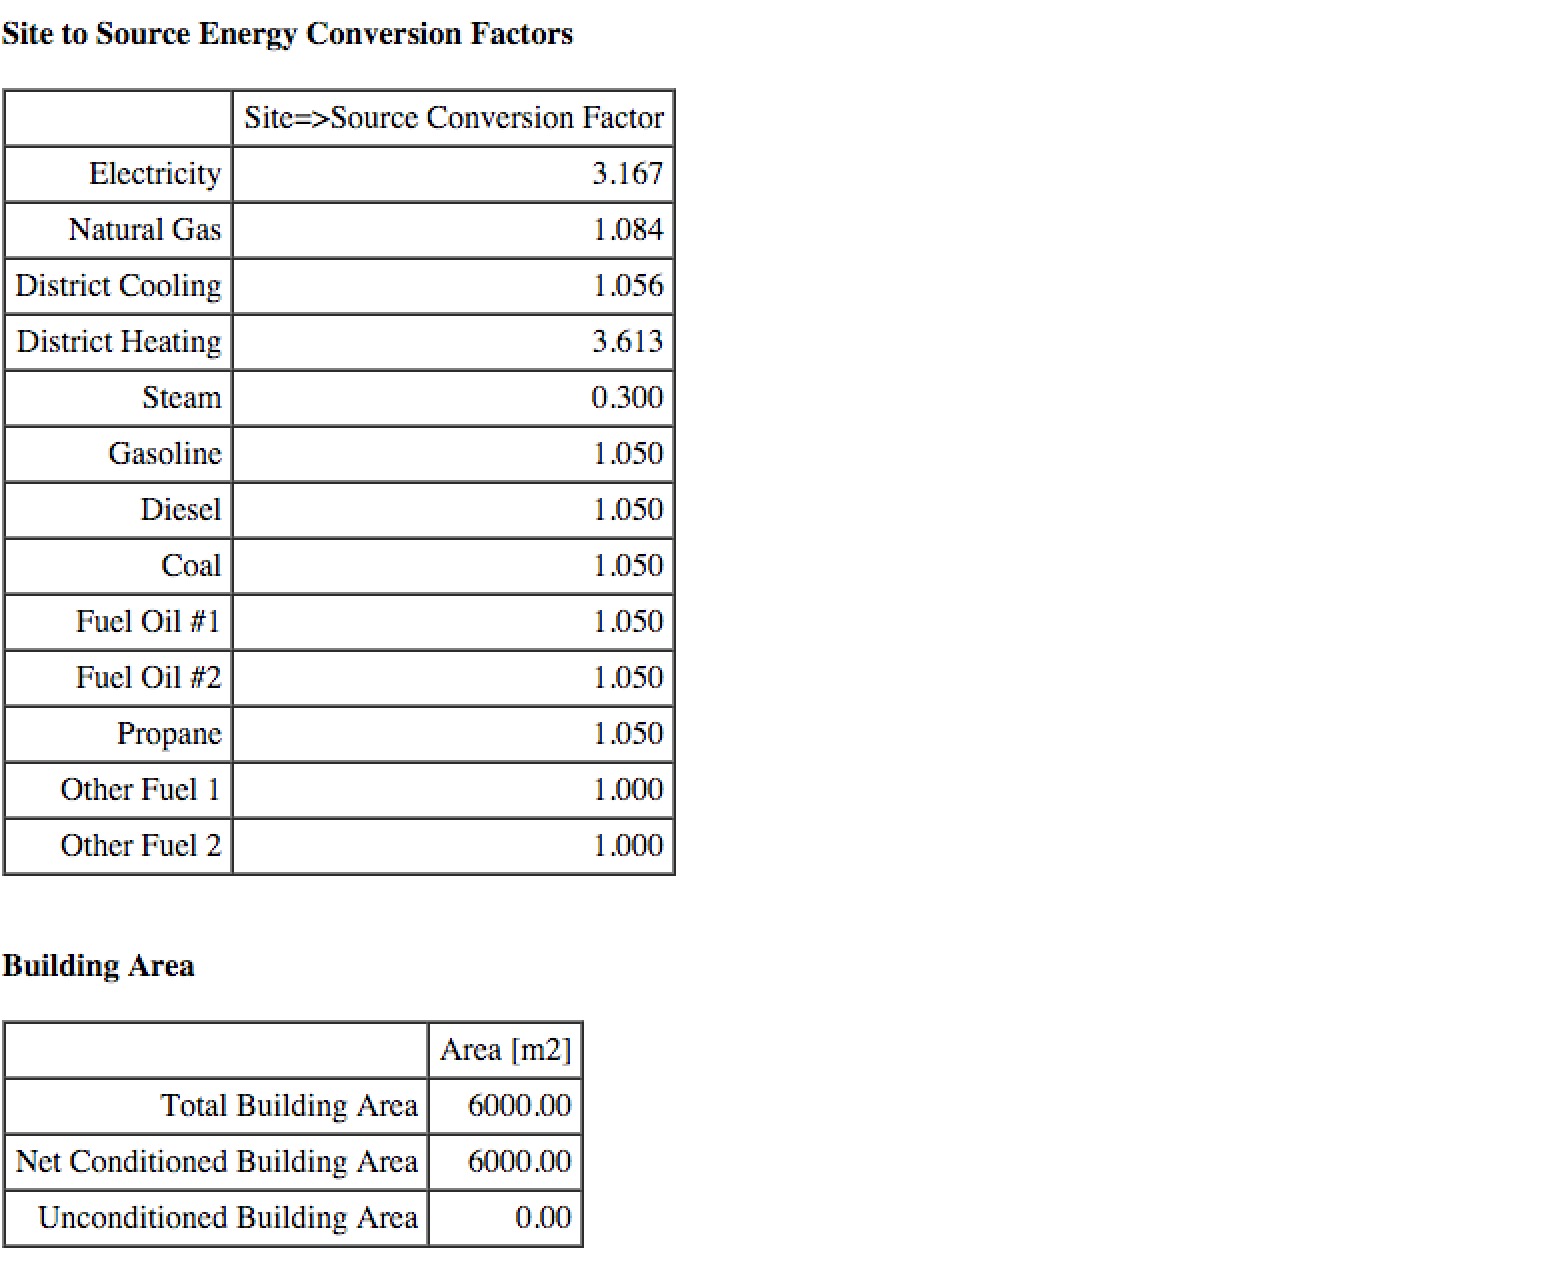 Site to Source Energy Conversion Factors
Site=>Source Conversion Factor
Electricity 3.167
Natural Gas 1.084
District Cooling 1.056
District Heating 3.613
Steam 0.300
Gasoline 1.050
Diesel 1.050
Coal 1.050
Fuel Oil #1 1.050
Fuel Oil #2 1.050
Propane 1.050
Other Fuel 1 1.000
Other Fuel 2 1.000
Building Area
Area [m2]
Total Building Area 6000.00
Net Conditioned Building Area 6000.00
Unconditioned Building Area 0.00